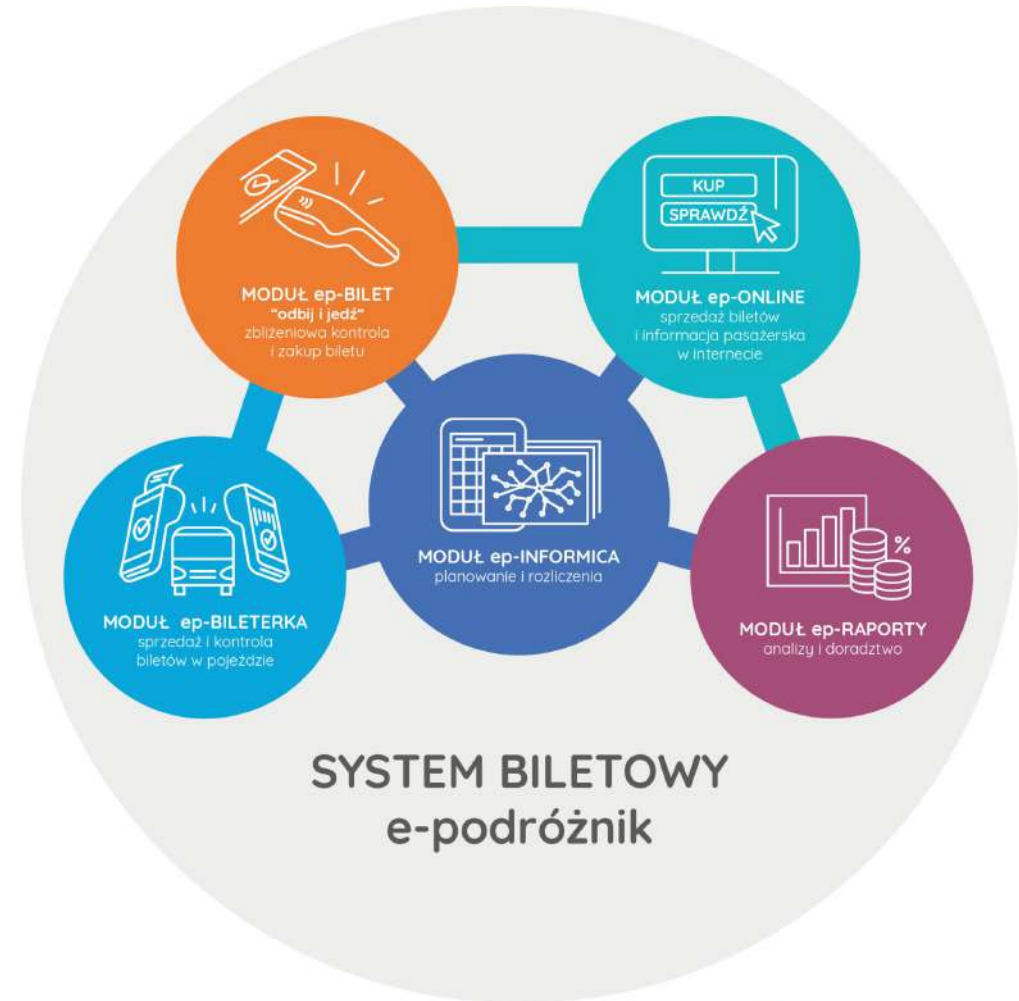 MODUŁ ep-BILET
"odbij i jedź"
zbliżeniowa kontrola
i zakup biletu
KUP
SPRAWDŹ
MODUŁ ep-ONLINE
sprzedaż biletów
i informacja pasażerska
w internecie
MODUŁ ep-BILETERKA
sprzedaż i kontrola
biletów w pojeździe
MODUŁ ep-INFORMICA
planowanie i rozliczenia
%
MODUŁ ep-RAPORTY
analizy i doradztwo
SYSTEM BILETOWY
e-podróżnik